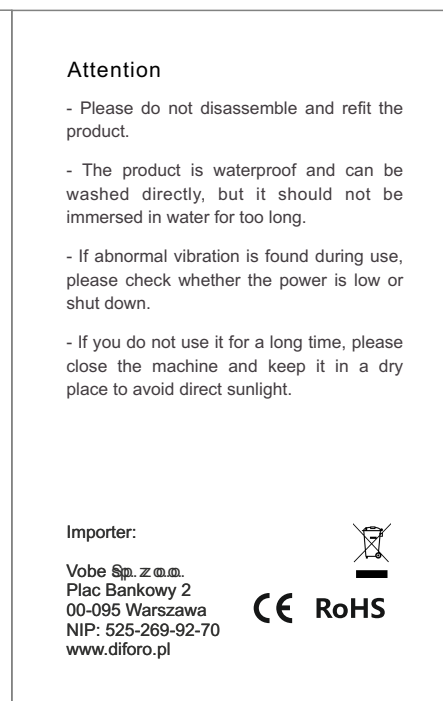 Attention
- Please do not disassemble and refit the
product.
- The product is waterproof and can be
washed directly, but it should not be
immersed in water for too long.
- If abnormal vibration is found during use,
please check whether the power is low or
shut down.
- If you do not use it for a long time, please
close the machine and keep it in a dry
place to avoid direct sunlight.
Importer:
Vobe Sp. z o.o.
Plac Bankowy 2
00-095 Warszawa
NIP: 525-269-92-70
www.diforo.pl
CE RoHS